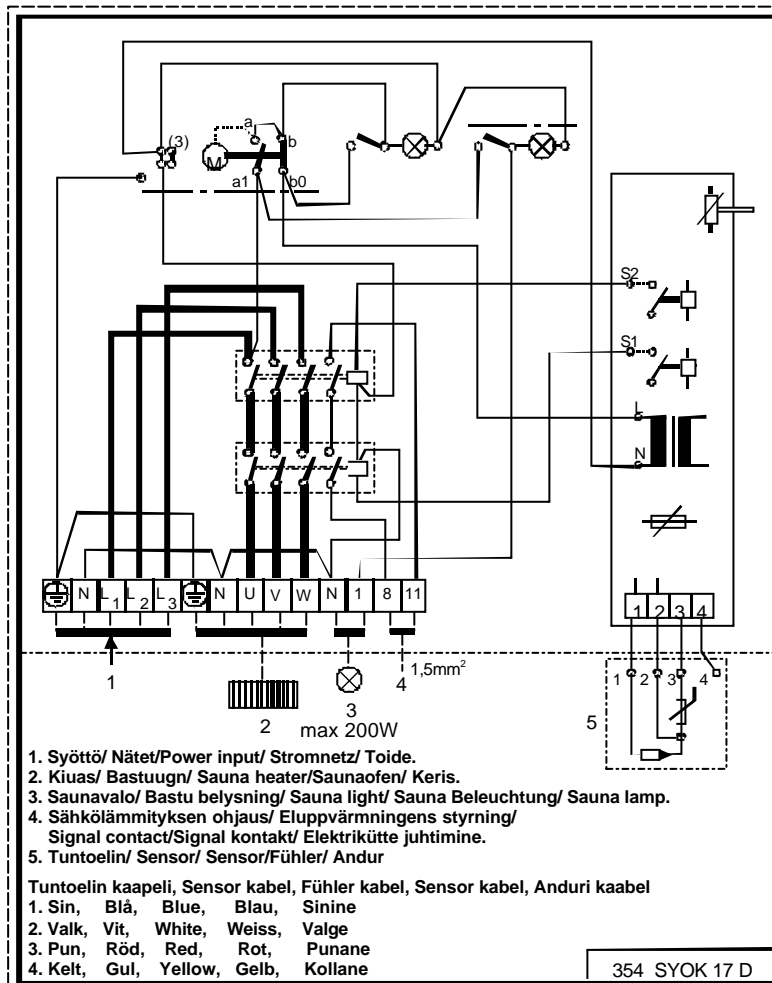 (3)
M
a
b
a1
b0
S2
S1
L
N
N L1 L2 L3 N U V W N 1 8 11
1 2 3 4
1
2
3
max 200W
4
1,5mm²
5
1 2 3 4
1. Syöttö/ Nätet/Power input/ Stromnetz/ Toide.
2. Kiuas/ Bastuugn/ Sauna heater/Saunaofen/ Keris.
3. Saunavalo/ Bastu belysning/ Sauna light/ Sauna Beleuchtung/ Sauna lamp.
4. Sähkölämmityksen ohjaus/ Eluppvärmningens styrning/
Signal contact/Signal kontakt/ Elektrikütte juhtimine.
5. Tuntoelin/ Sensor/ Sensor/Fühler/ Andur
Tuntoelin kaapeli, Sensor kabel, Fühler kabel, Sensor kabel, Anduri kaabel
1. Sin, Blå, Blue, Blau, Sinine
2. Valk, Vit, White, Weiss, Valge
3. Pun, Röd, Red, Rot, Punane
4. Kelt, Gul, Yellow, Gelb, Kollane
354 SYOK 17 D